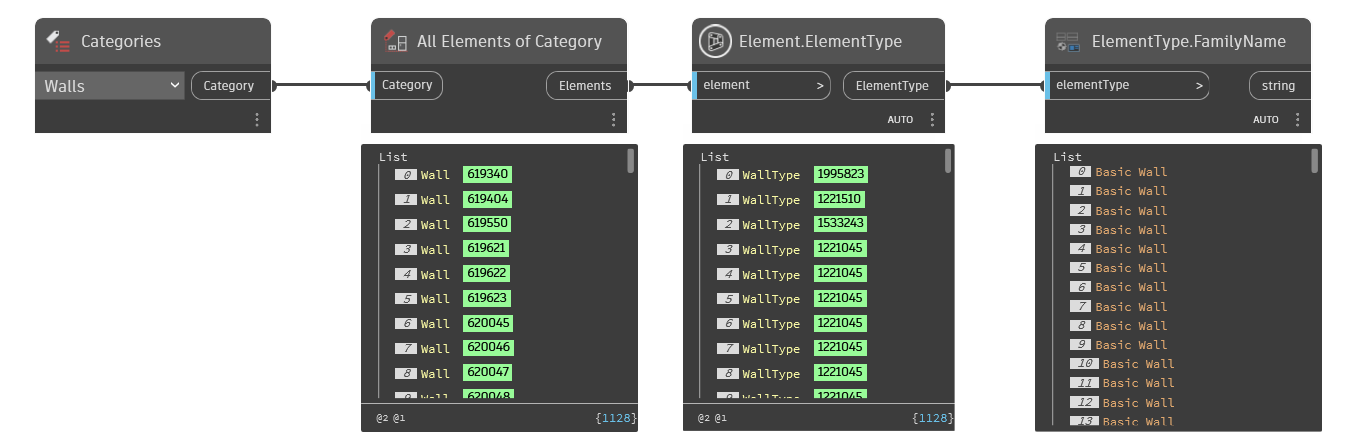 Categories
Walls
Category
All Elements of Category
Category
Elements
Element.ElementType
element >
ElementType
AUTO
ElementType.FamilyName
elementType >
string
AUTO
List
0 Wall 619340
1 Wall 619404
2 Wall 619550
3 Wall 619621
4 Wall 619622
5 Wall 619623
6 Wall 620045
7 Wall 620046
8 Wall 620047
9 Wall 620048
@2 @1
{1128}
List
0 WallType 1995823
1 WallType 1221510
2 WallType 1533243
3 WallType 1221045
4 WallType 1221045
5 WallType 1221045
6 WallType 1221045
7 WallType 1221045
8 WallType 1221045
9 WallType 1221045
@2 @1
{1128}
List
0 Basic Wall
1 Basic Wall
2 Basic Wall
3 Basic Wall
4 Basic Wall
5 Basic Wall
6 Basic Wall
7 Basic Wall
8 Basic Wall
9 Basic Wall
10 Basic Wall
11 Basic Wall
12 Basic Wall
13 Basic Wall